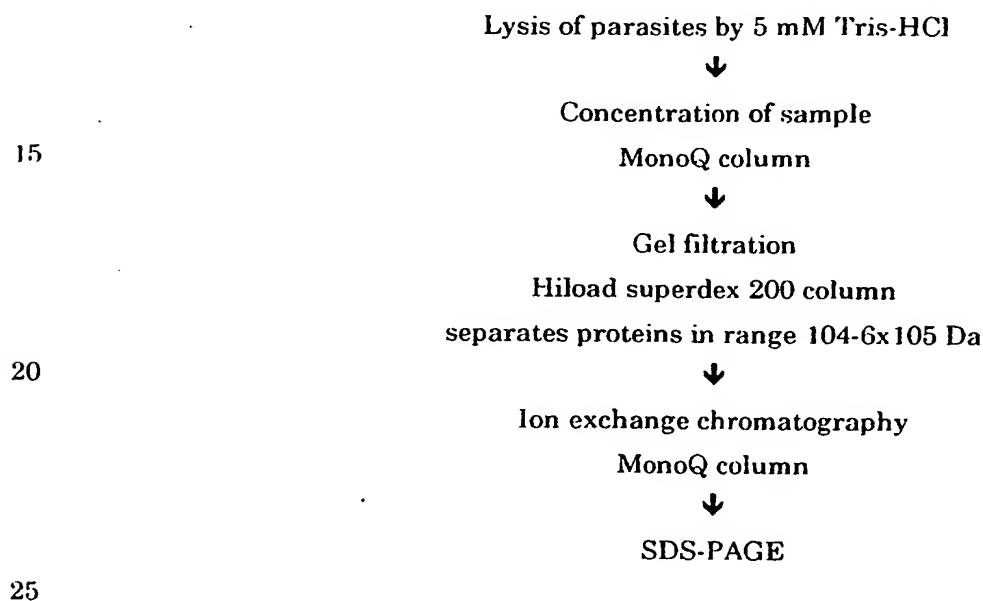 Lysis of parasites by 5 mM Tris-HCl
↓
Concentration of sample
15
MonoQ column
↓
Gel filtration
Hiload superdex 200 column
separates proteins in range 104-6x105 Da
20
↓
Ion exchange chromatography
MonoQ column
↓
SDS-PAGE
25